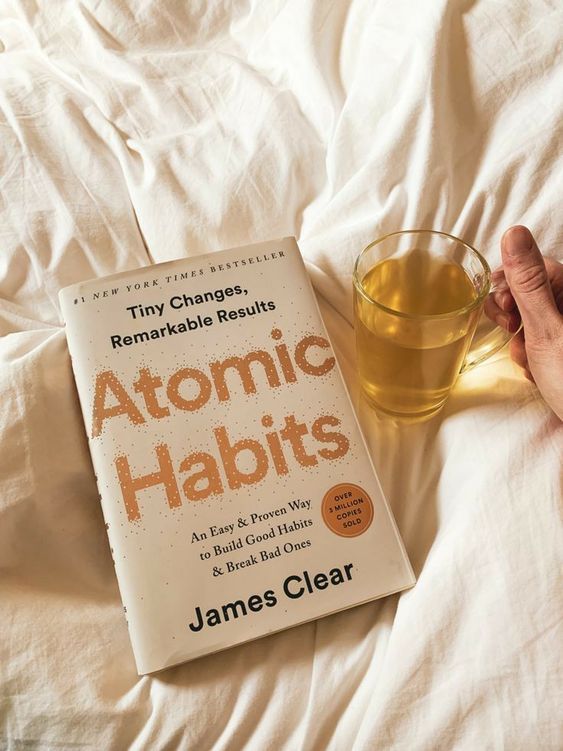 #1 NEW YORK TIMES BESTSELLER
Tiny Changes,
Remarkable Results
Atomic
Habits
An Easy & Proven Way
to Build Good Habits
& Break Bad Ones
OVER
3 MILLION
COPIES
SOLD
James Clear